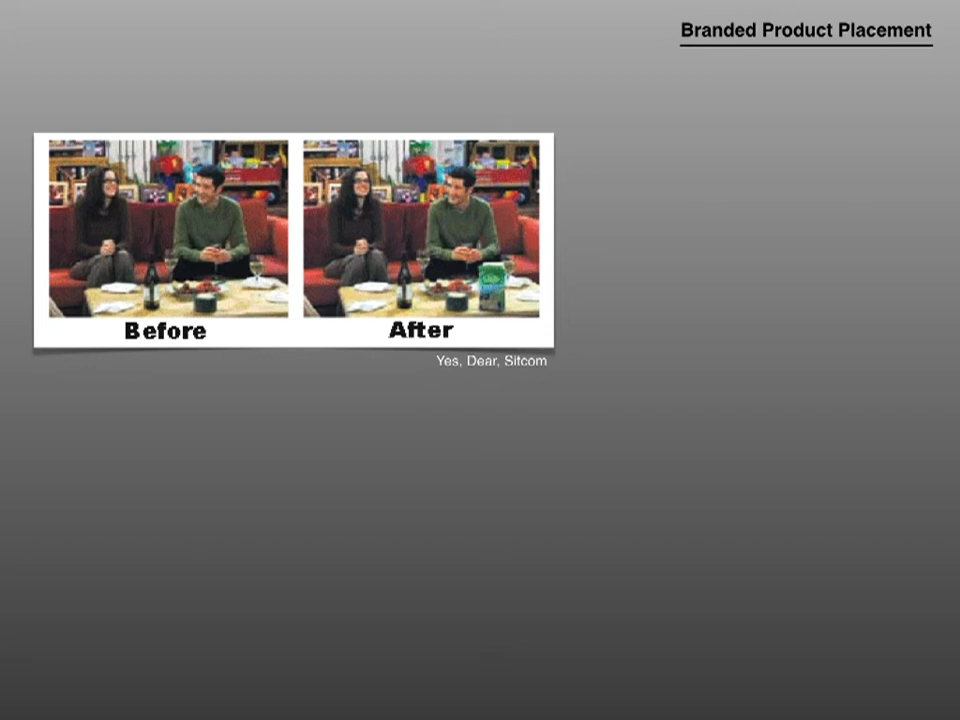 Branded Product Placement
Before
After
Yes, Dear, Sitcom